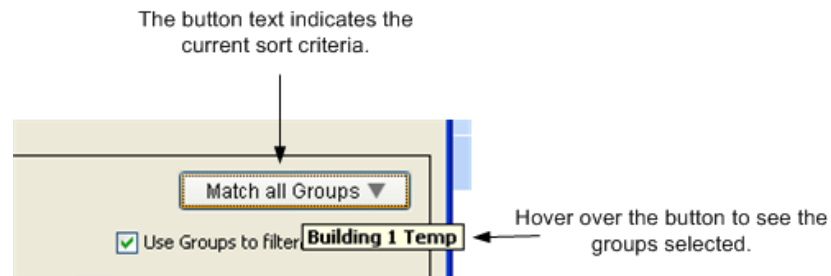 The button text indicates the
current sort criteria.
Match all Groups
Use Groups to filter
Building 1 Temp
Hover over the button to see the
groups selected.